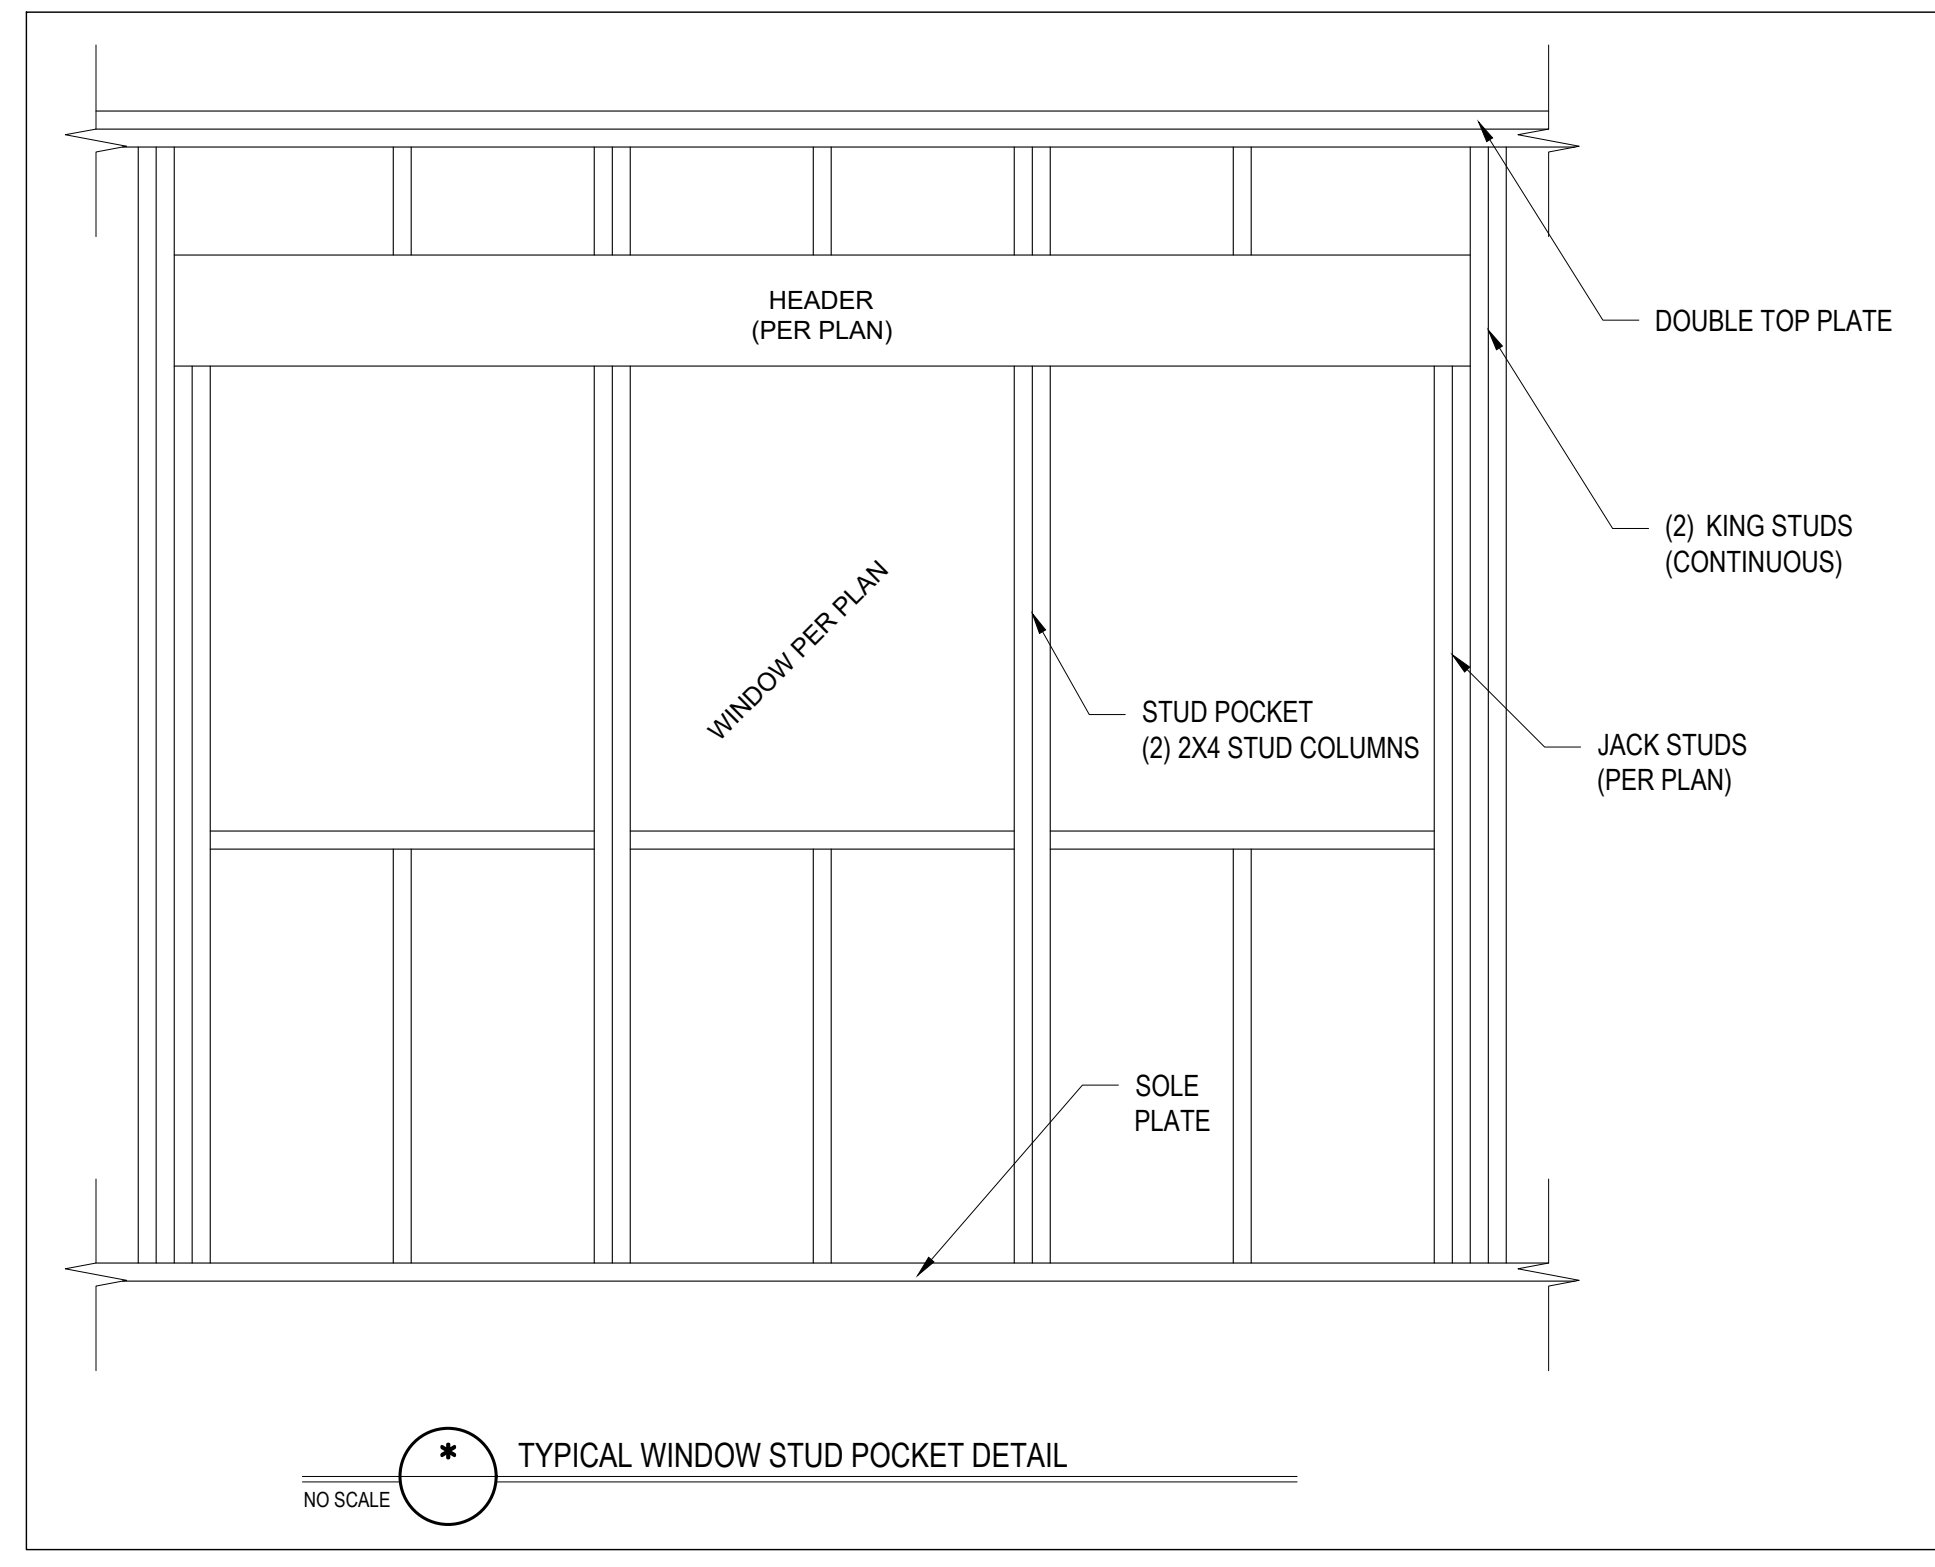 HEADER
(PER PLAN)
DOUBLE TOP PLATE
(2) KING STUDS
(CONTINUOUS)
WINDOW PER PLAN
STUD POCKET
(2) 2X4 STUD COLUMNS
JACK STUDS
(PER PLAN)
SOLE
PLATE
*
TYPICAL WINDOW STUD POCKET DETAIL
NO SCALE